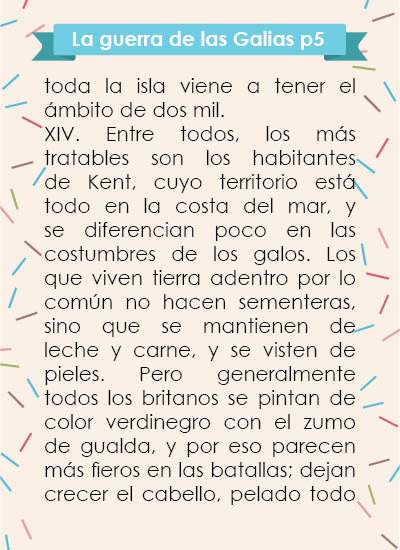 La guerra de las Galias p5
toda la isla viene a tener el
ámbito de dos mil.
XIV. Entre todos, los más
tratables son los habitantes
de Kent, cuyo territorio está
todo en la costa del mar, y
se diferencian poco en las
costumbres de los galos. Los
que viven tierra adentro por lo
común no hacen sementeras,
sino que se mantienen de
leche y carne, y se visten de
pieles. Pero generalmente
todos los britanos se pintan de
color verdinegro con el zumo
de gualda, y por eso parecen
más fieros en las batallas; dejan
crecer el cabello, pelado todo